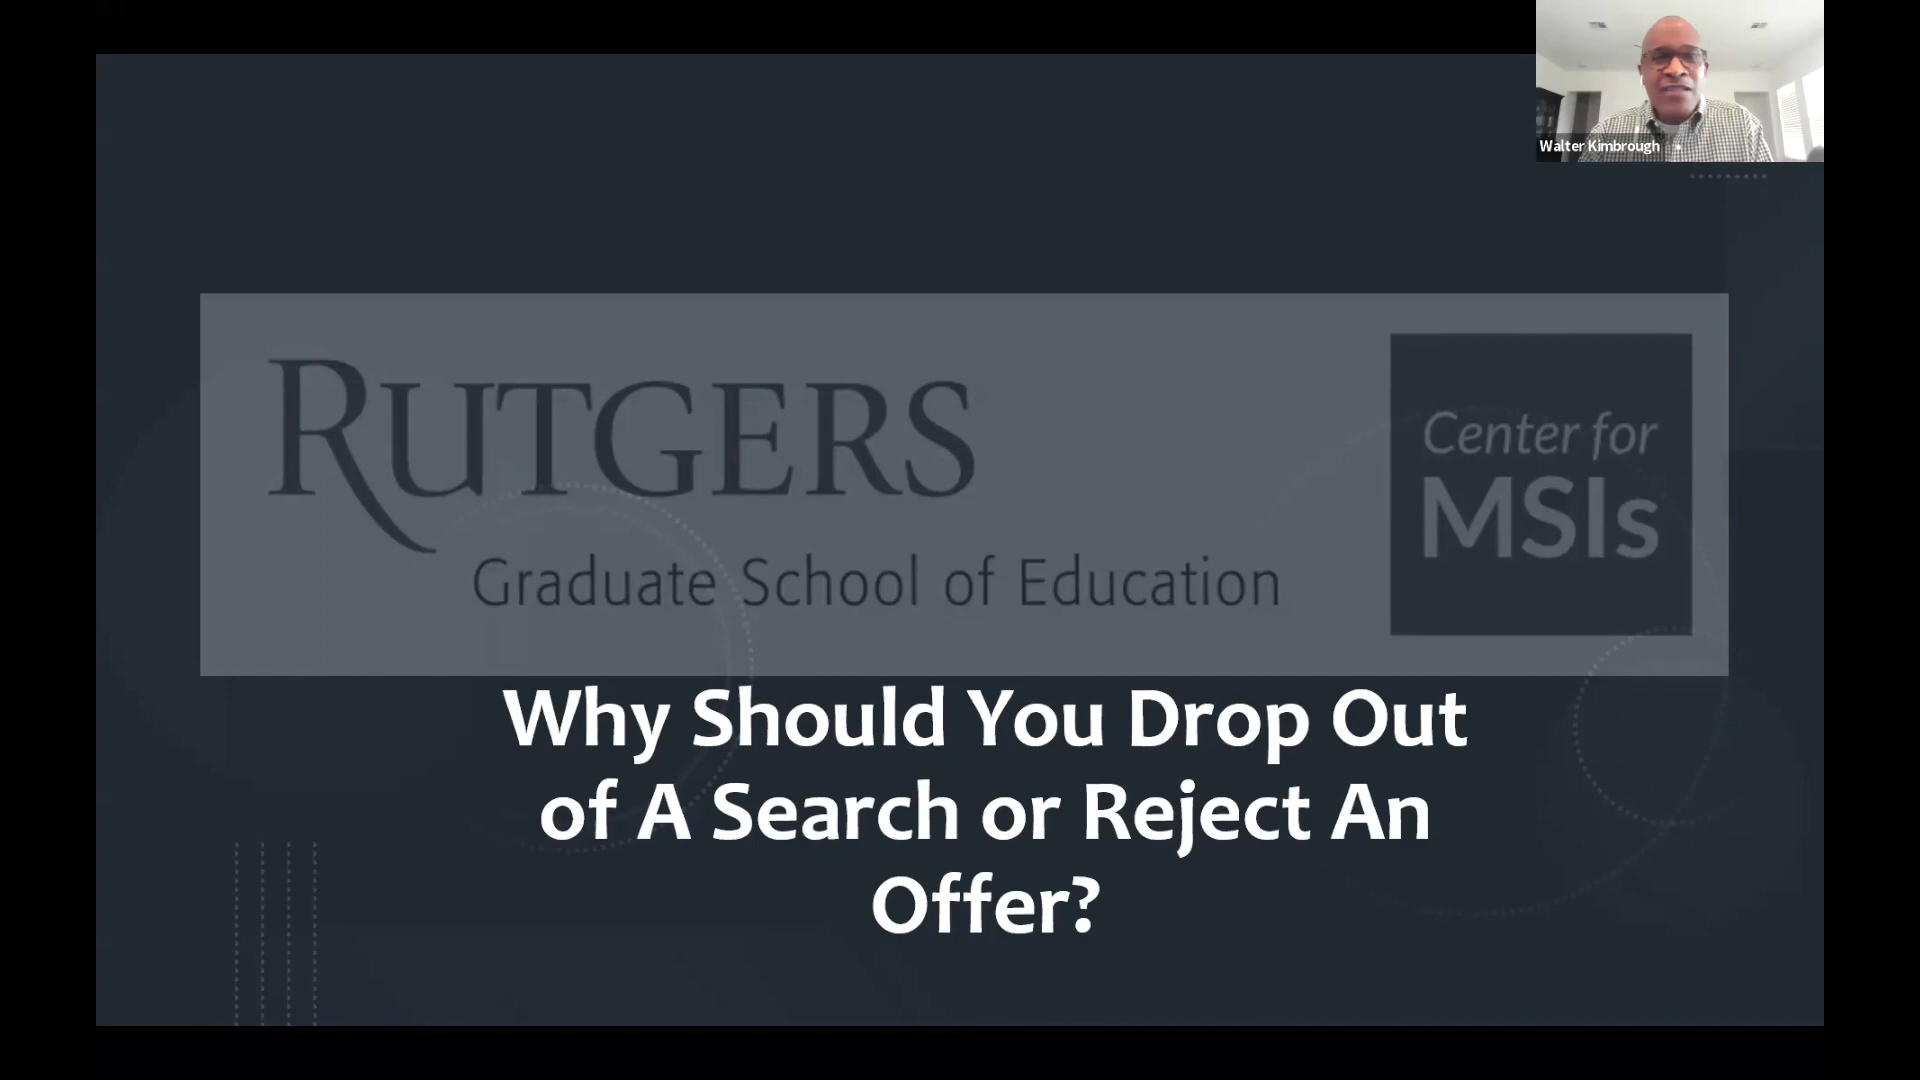 Walter Kimbrough
RUTGERS
Graduate School of Education
Center for
MSIs
Why Should You Drop Out
of A Search or Reject An
Offer?